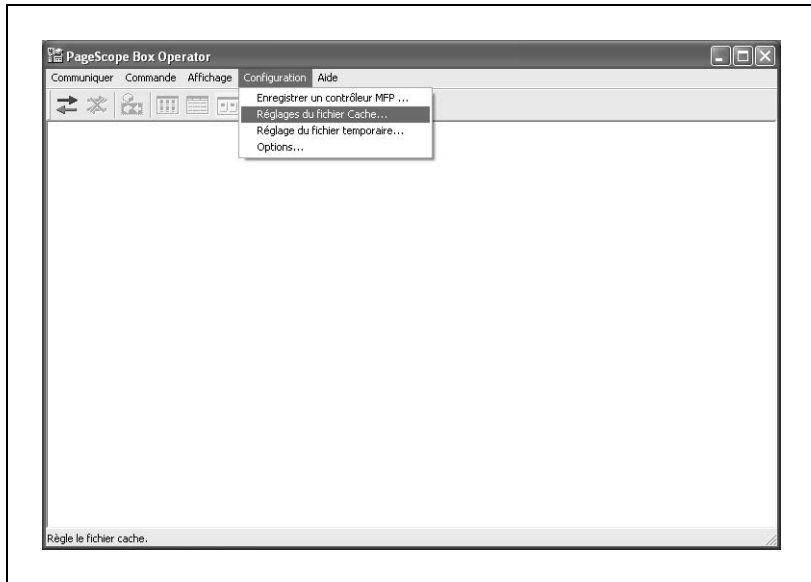 PageScope Box Operator
Communiquer Commande Affichage Configuration Aide
Enregistrer un contrôleur MFP ...
Réglages du fichier Cache...
Réglage du fichier temporaire...
Options...
Règle le fichier cache.